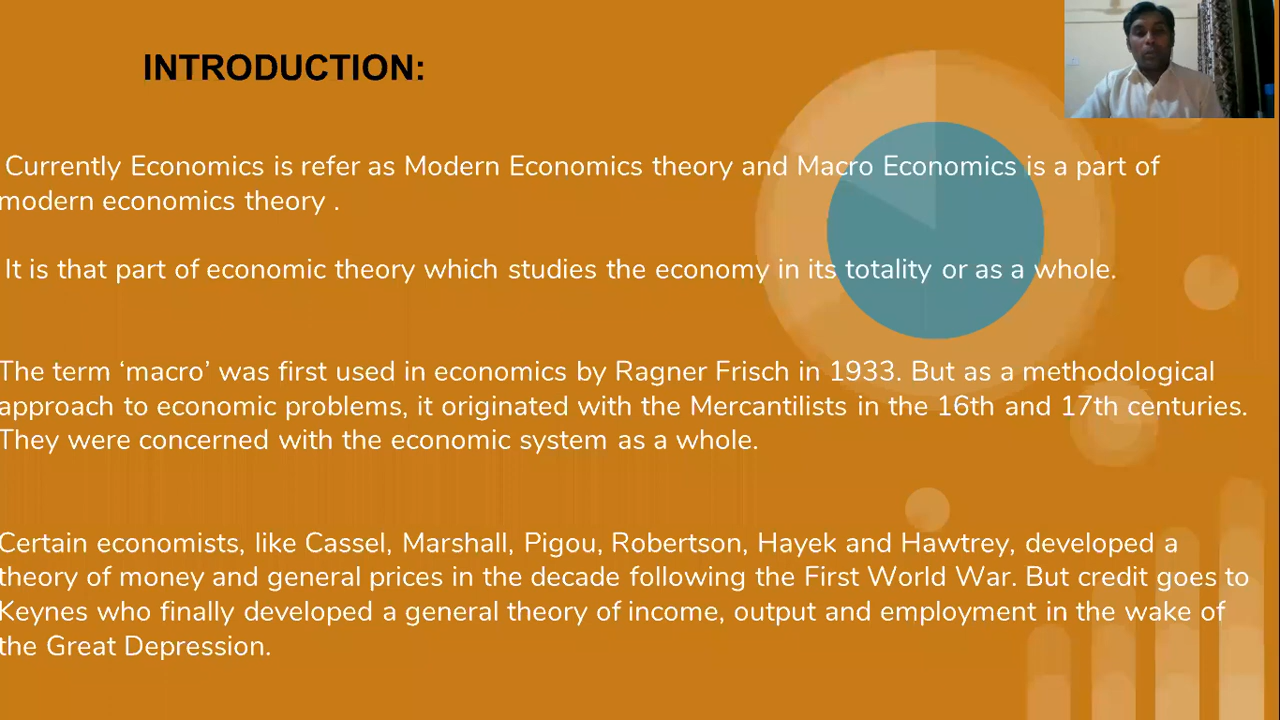 INTRODUCTION:
Currently Economics is refer as Modern Economics theory and Macro Economics is a part of
modern economics theory .
It is that part of economic theory which studies the economy in its totality or as a whole.
The term ‘macro’ was first used in economics by Ragner Frisch in 1933. But as a methodological
approach to economic problems, it originated with the Mercantilists in the 16th and 17th centuries.
They were concerned with the economic system as a whole.
Certain economists, like Cassel, Marshall, Pigou, Robertson, Hayek and Hawtrey, developed a
theory of money and general prices in the decade following the First World War. But credit goes to
Keynes who finally developed a general theory of income, output and employment in the wake of
the Great Depression.